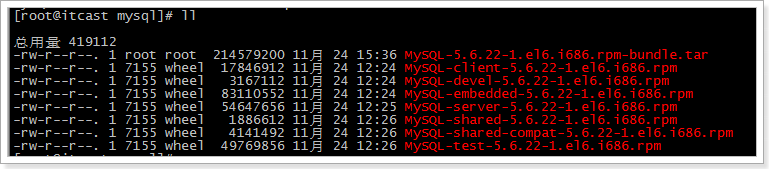 [root@itcast mysql]# ll
总用量 419112
-rw-r--r--. 1 root root  214579200 11月 24 15:36 MySQL-5.6.22-1.el6.i686.rpm-bundle.tar
-rw-r--r--. 1 7155 wheel  17846912 11月 24 12:24 MySQL-client-5.6.22-1.el6.i686.rpm
-rw-r--r--. 1 7155 wheel   3167112 11月 24 12:24 MySQL-devel-5.6.22-1.el6.i686.rpm
-rw-r--r--. 1 7155 wheel  83110552 11月 24 12:24 MySQL-embedded-5.6.22-1.el6.i686.rpm
-rw-r--r--. 1 7155 wheel  54647656 11月 24 12:25 MySQL-server-5.6.22-1.el6.i686.rpm
-rw-r--r--. 1 7155 wheel   1886612 11月 24 12:26 MySQL-shared-5.6.22-1.el6.i686.rpm
-rw-r--r--. 1 7155 wheel   4141492 11月 24 12:26 MySQL-shared-compat-5.6.22-1.el6.i686.rpm
-rw-r--r--. 1 7155 wheel  49769856 11月 24 12:26 MySQL-test-5.6.22-1.el6.i686.rpm